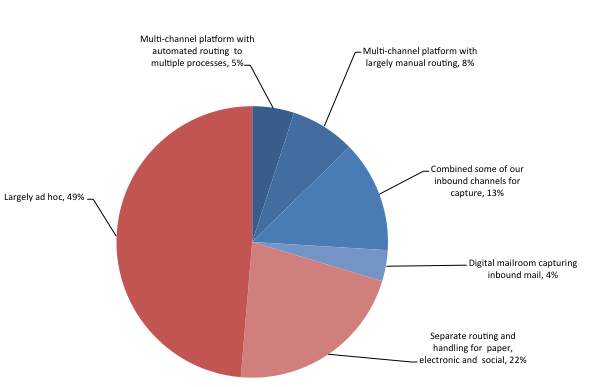 Multi-channel platform with
automated routing to
multiple processes, 5%
Multi-channel platform with
largely manual routing, 8%
Combined some of our
inbound channels for
capture, 13%
Digital mailroom capturing
inbound mail, 4%
Separate routing and
handling for paper,
electronic and social, 22%
Largely ad hoc, 49%